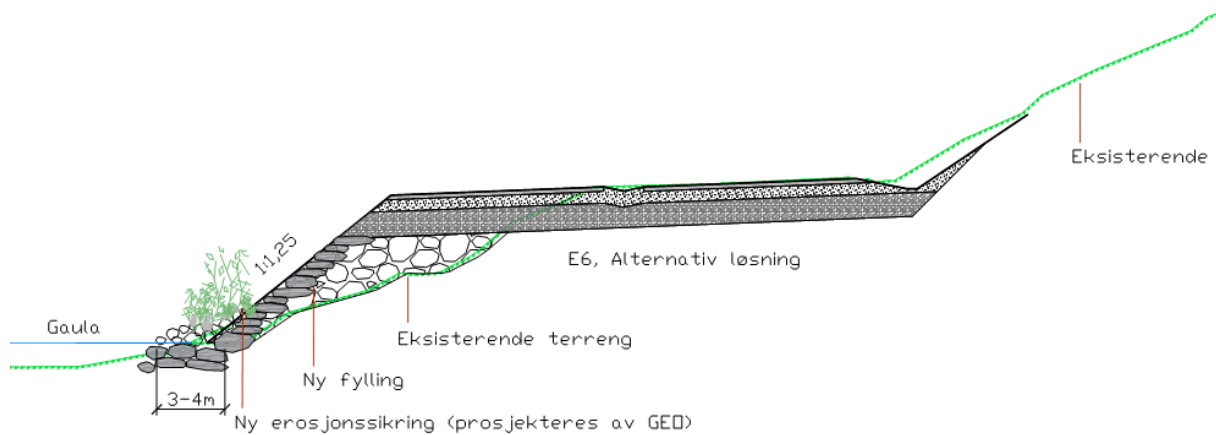 Eksisterende
1:1,25
E6, Alternativ løsning
Gaula
Eksisterende terreng
Ny fylling
3-4m
Ny erosjonssikring (prosjekteres av GEO)